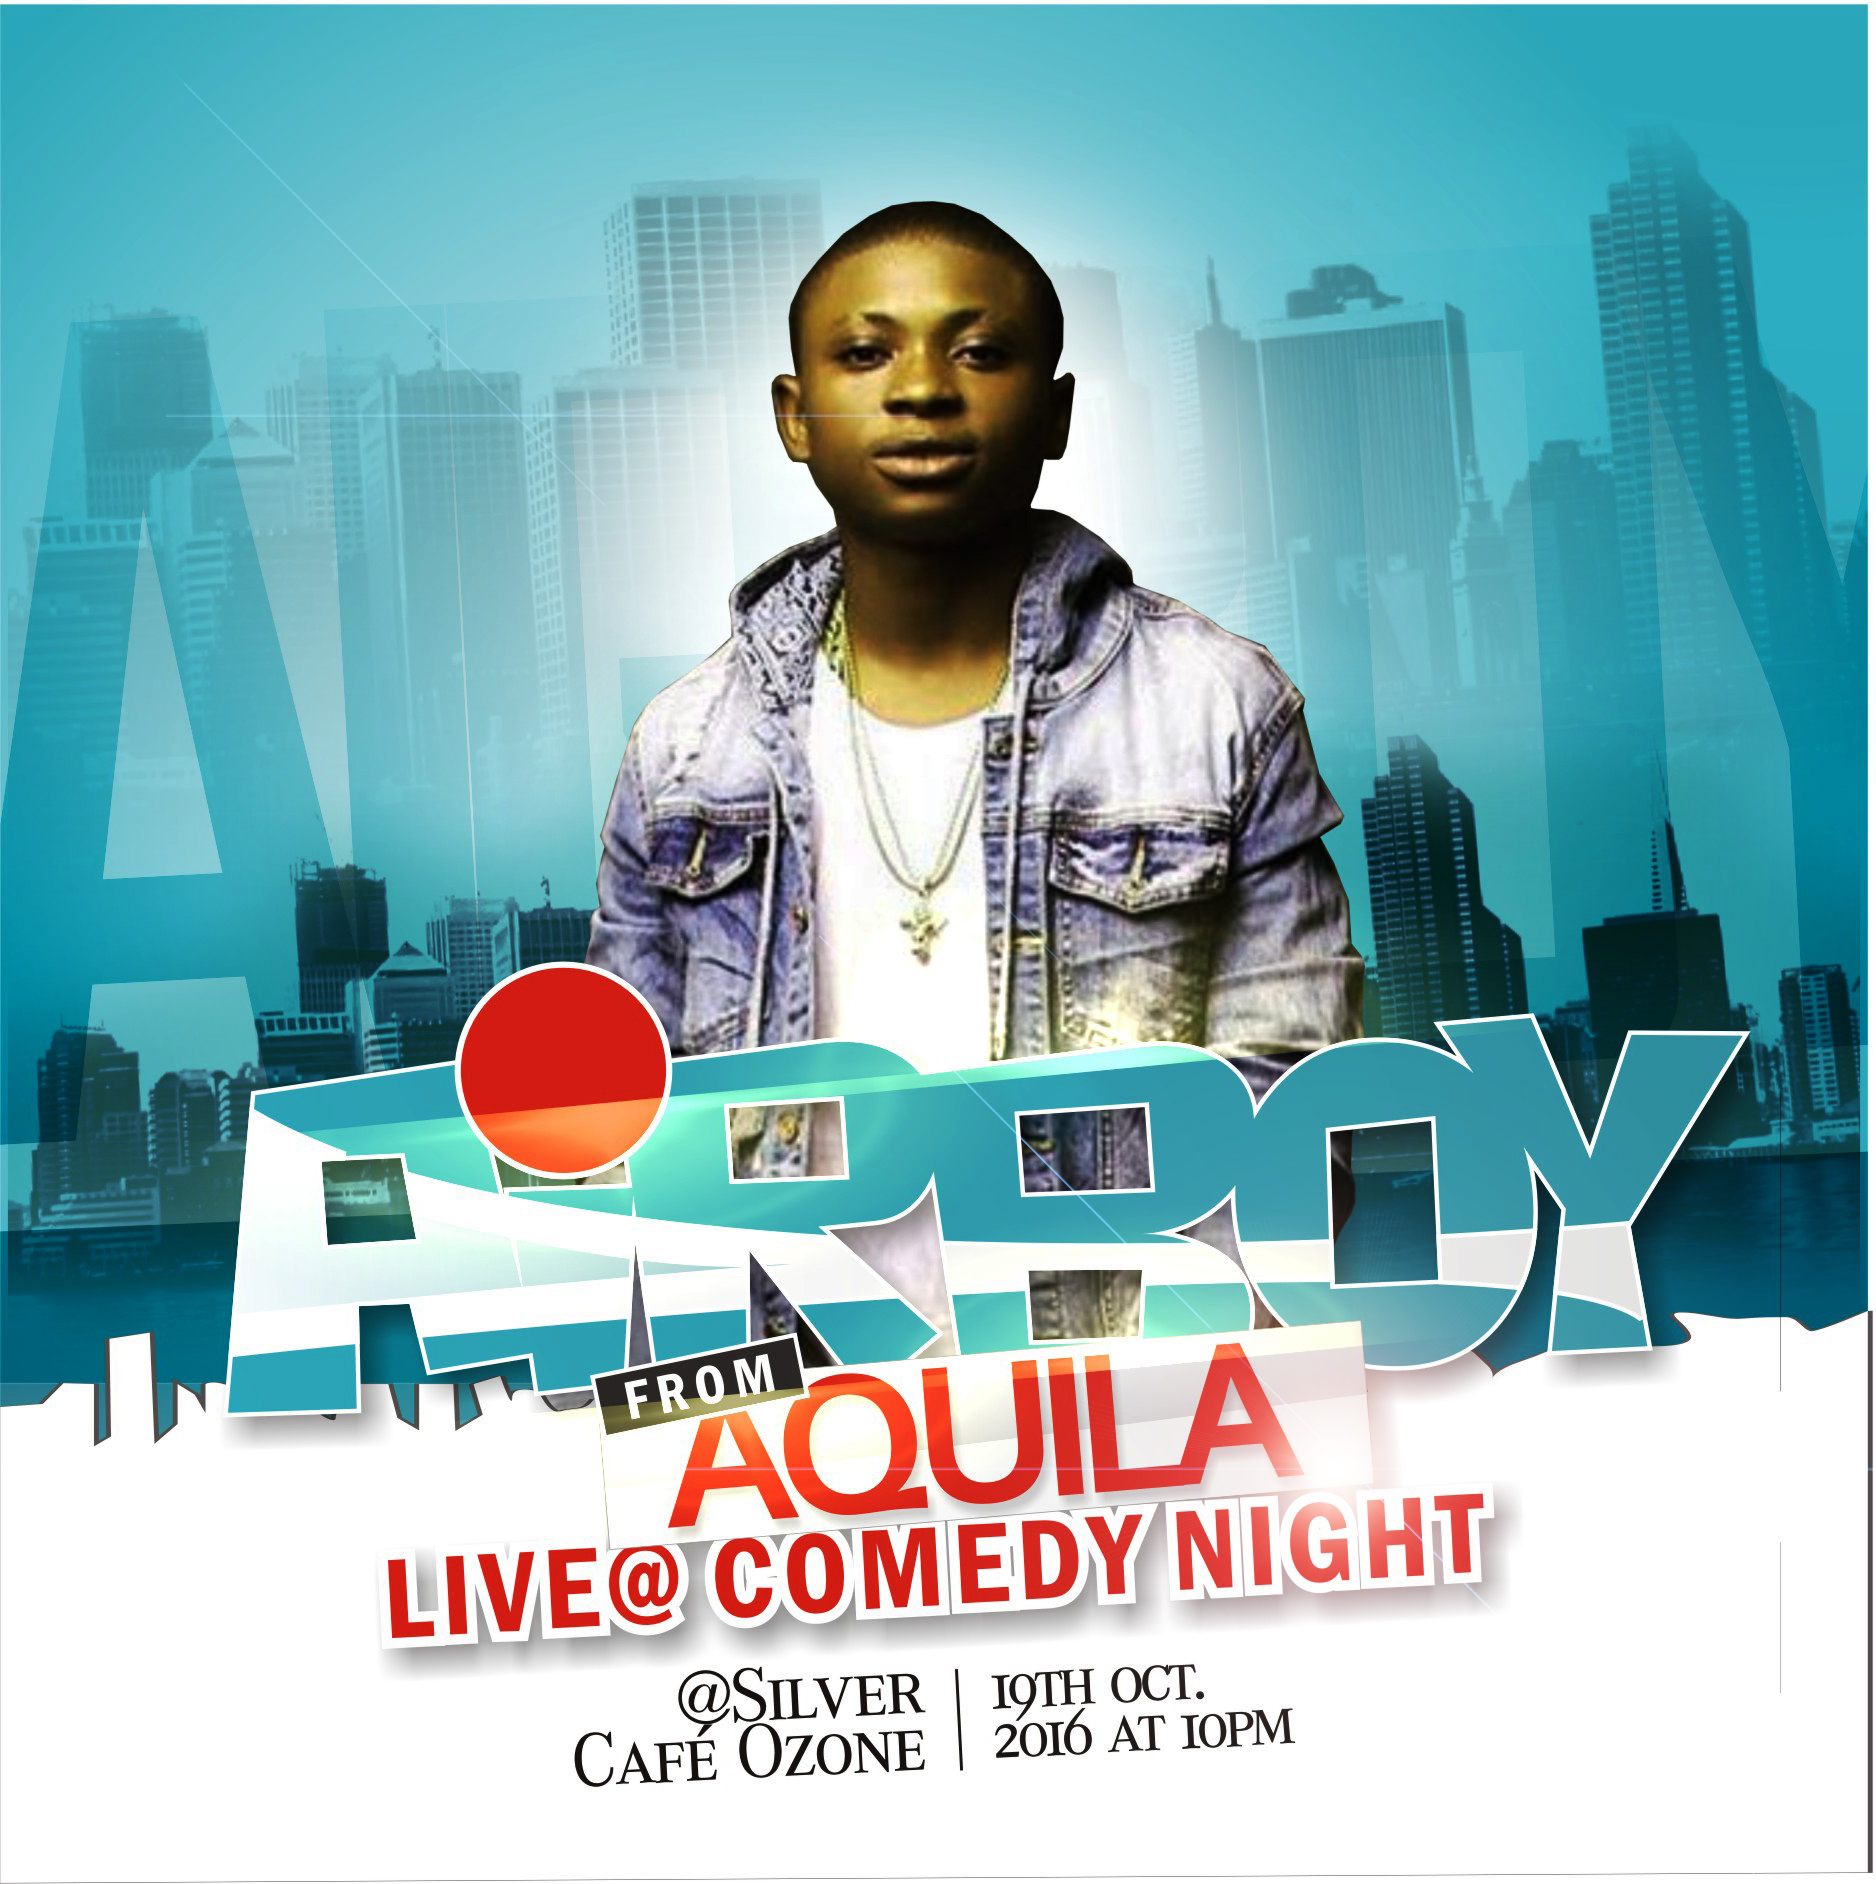 AiRBOY
FROM
AQUILA
LIVE@ COMEDY NIGHT
@SILVER
CAFÉ OZONE
19TH OCT.
2016 AT 10PM